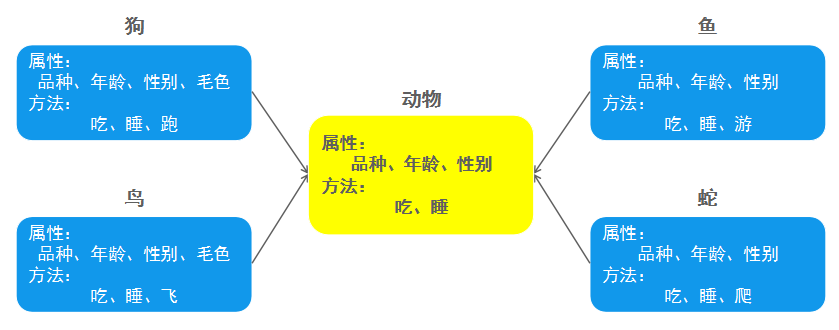 狗
属性:
品种、年龄、性别、毛色
方法:
吃、睡、跑
鸟
属性:
品种、年龄、性别、毛色
方法:
吃、睡、飞
动物
属性:
品种、年龄、性别
方法:
吃、睡
鱼
属性:
品种、年龄、性别
方法:
吃、睡、游
蛇
属性:
品种、年龄、性别
方法:
吃、睡、爬